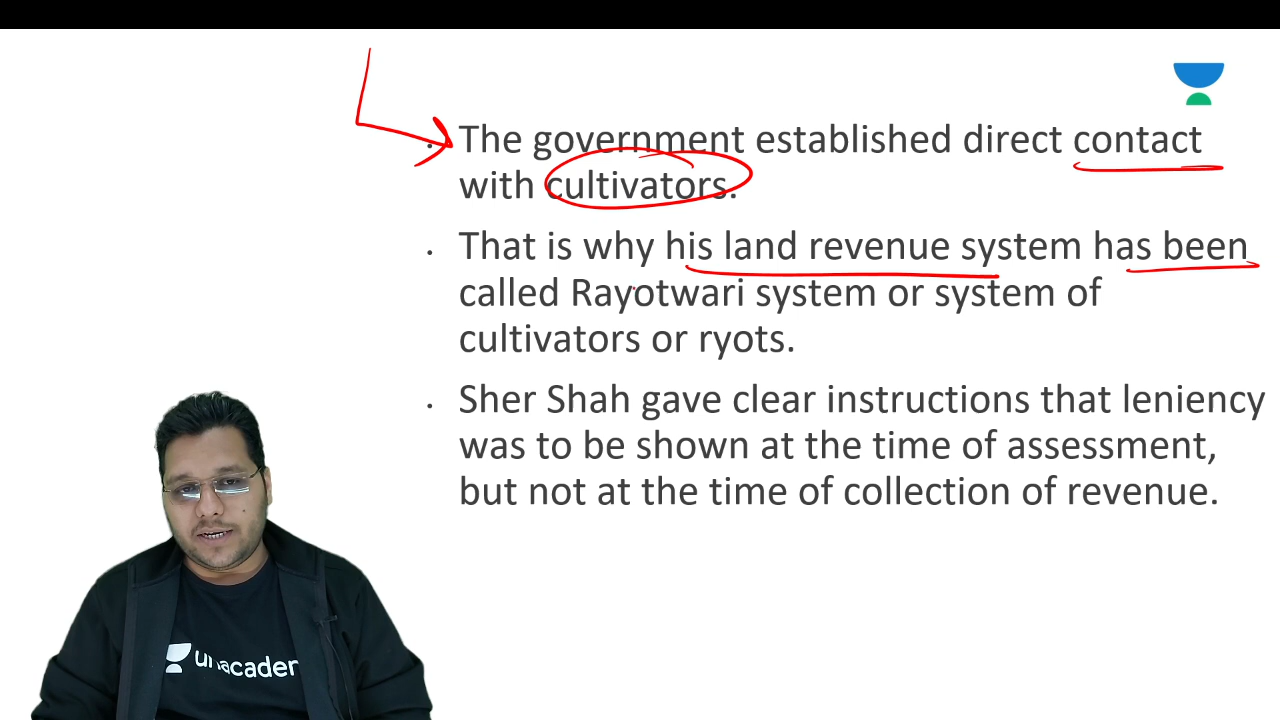 The government established direct contact
with cultivators.
That is why his land revenue system has been
called Rayotwari system or system of
cultivators or ryots.
Sher Shah gave clear instructions that leniency
was to be shown at the time of assessment,
but not at the time of collection of revenue.
unacadem